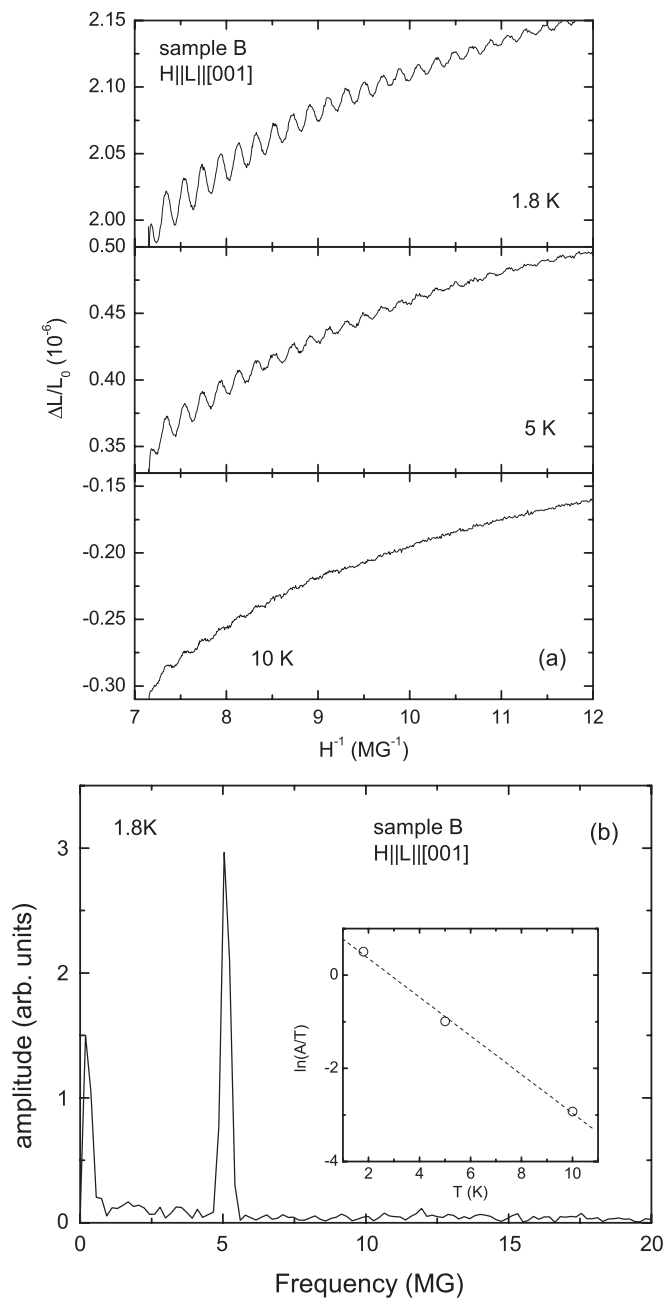 2.15
sample B
H||L||[001]
2.10
2.05
2.00
1.8 K
0.50
0.45
0.40
0.35
5 K
ΔL/L₀ (10⁻⁶)
-0.15
-0.20
-0.25
-0.30
10 K
(a)
7 8 9 10 11 12
H⁻¹ (MG⁻¹)
1.8K
sample B
H||L||[001]
(b)
3
2
1
0
amplitude (arb. units)
0
-2
-4
ln(A/T)
2 4 6 8 10
T (K)
0 5 10 15 20
Frequency (MG)